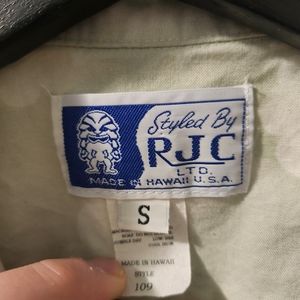 Styled By
RJC
LTD.
MADE IN HAWAII U.S.A.
S
MADE IN HAWAII
STYLE
109